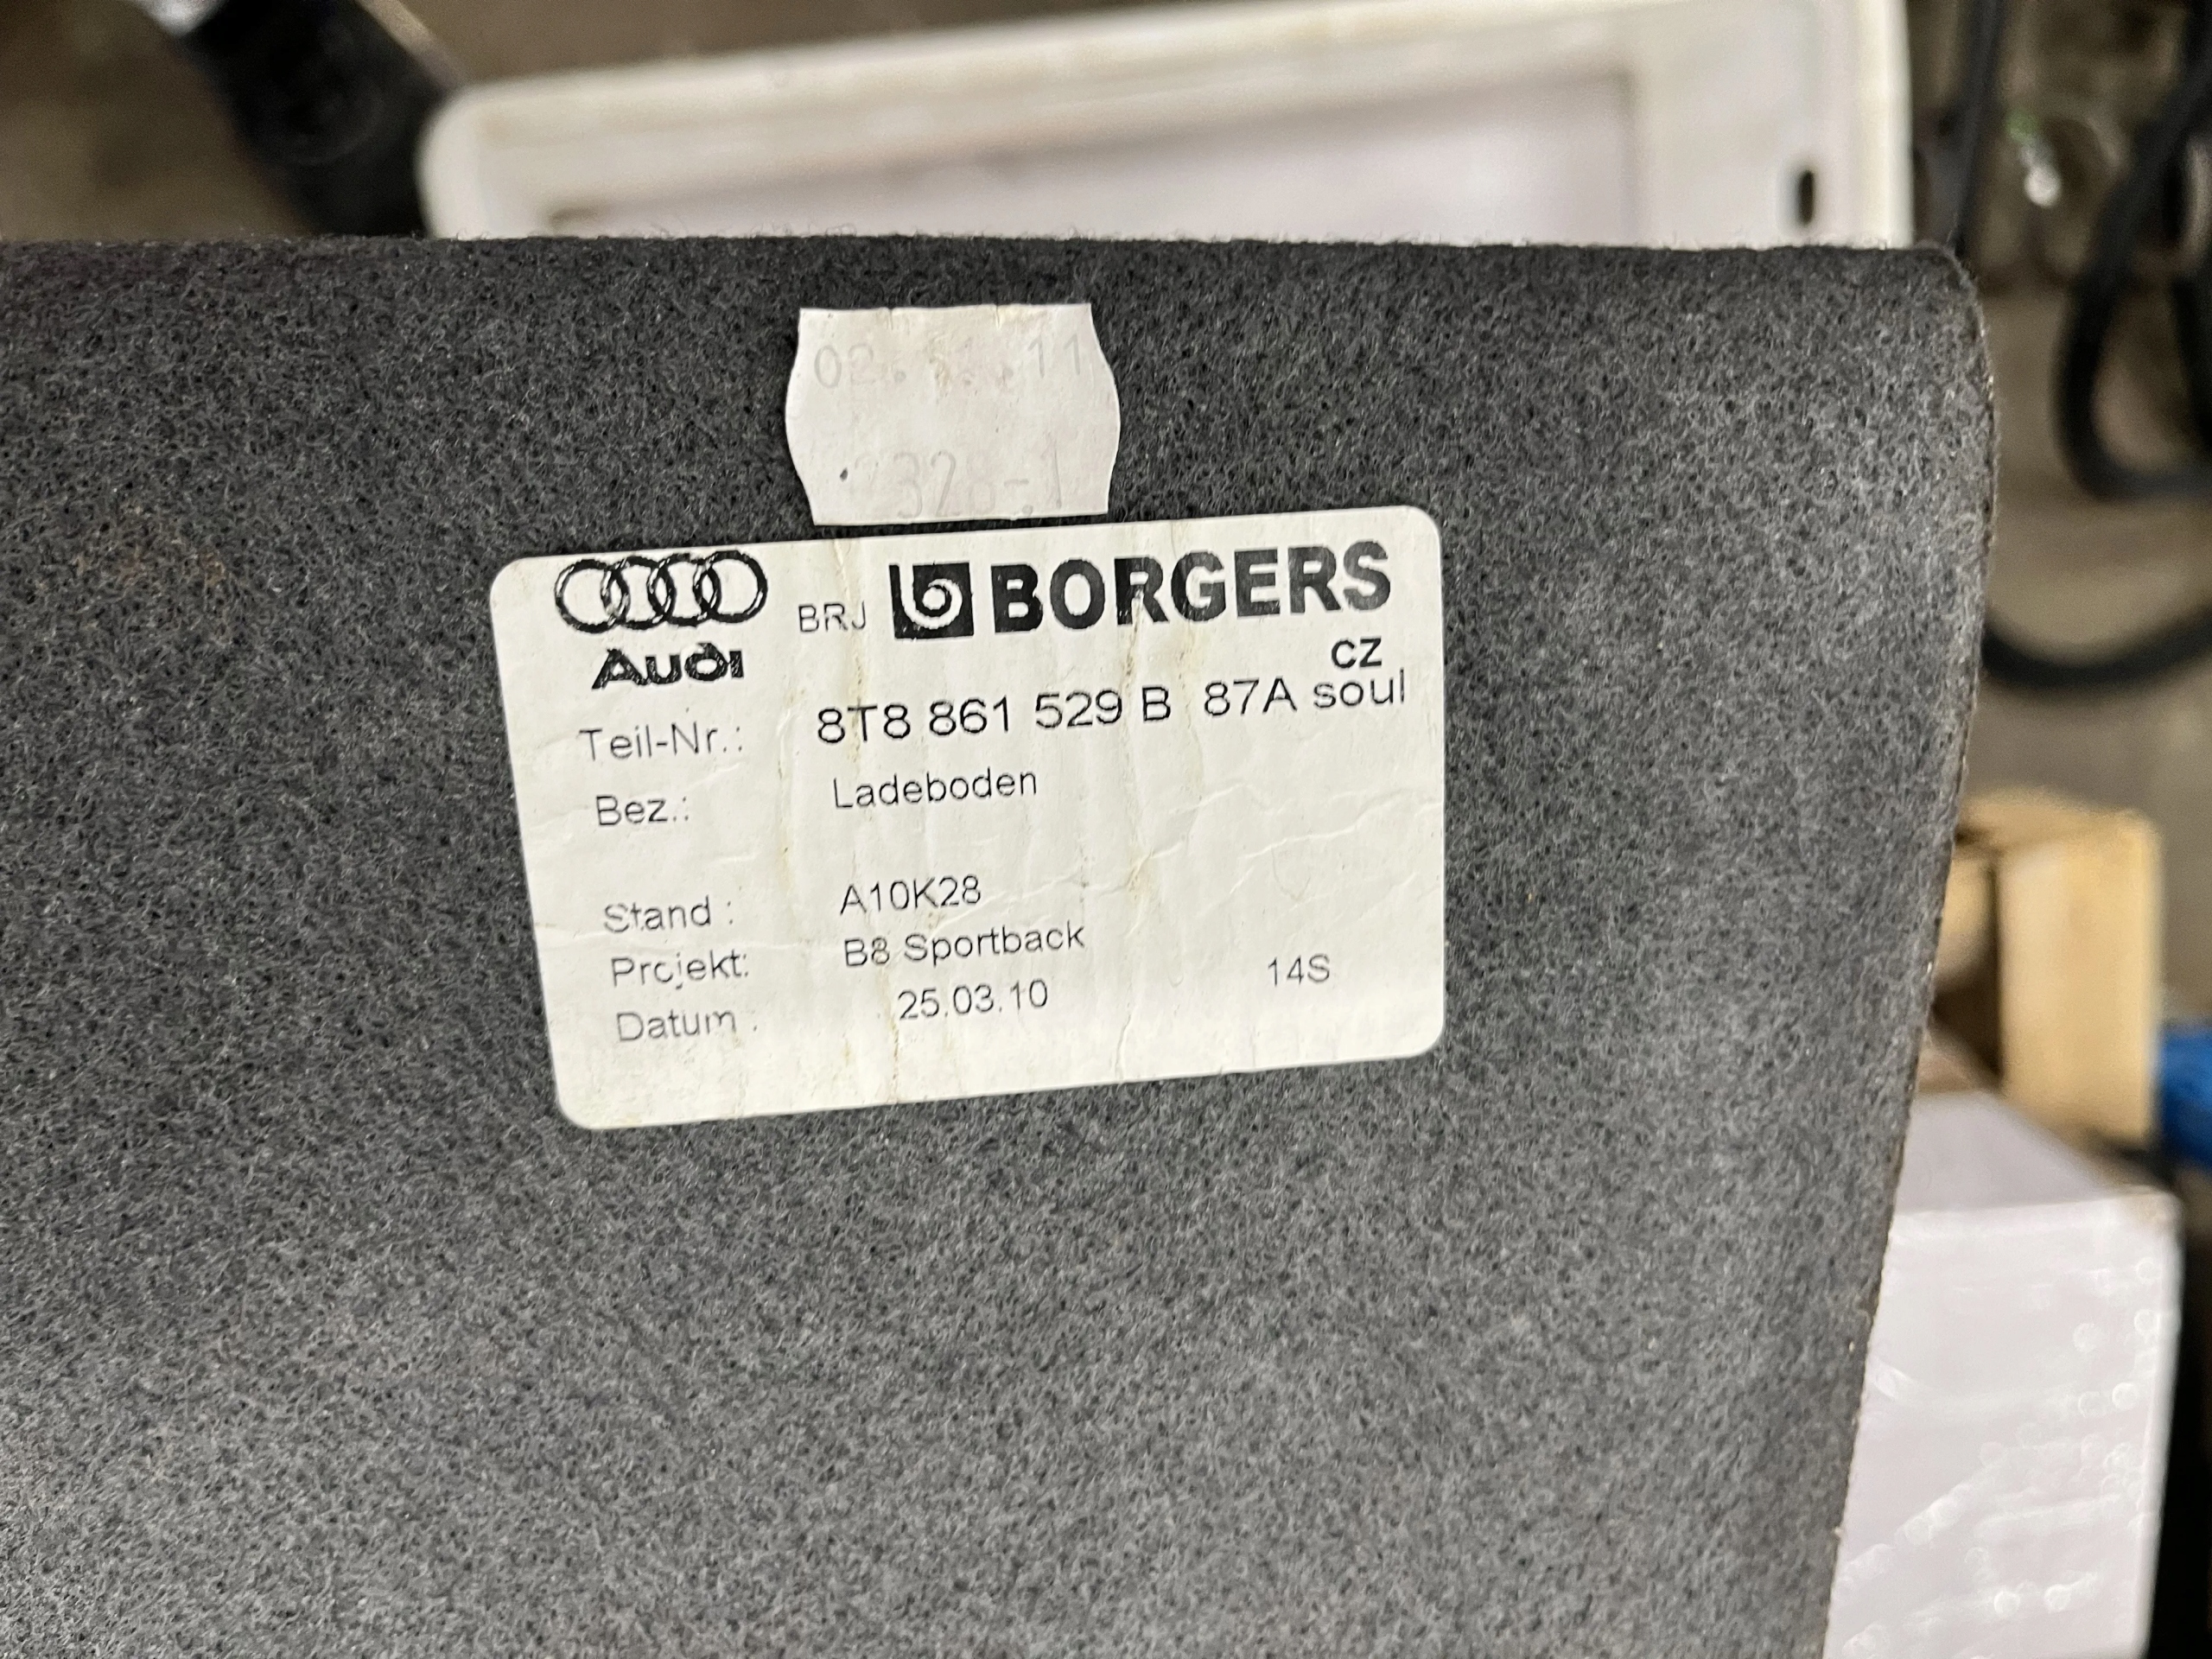 AUDI
BRJ
BORGERS
CZ
Teil-Nr.: 8T8 861 529 B 87A soul
Bez.: Ladeboden
Stand : A10K28
Projekt: B8 Sportback
Datum : 25.03.10 14S